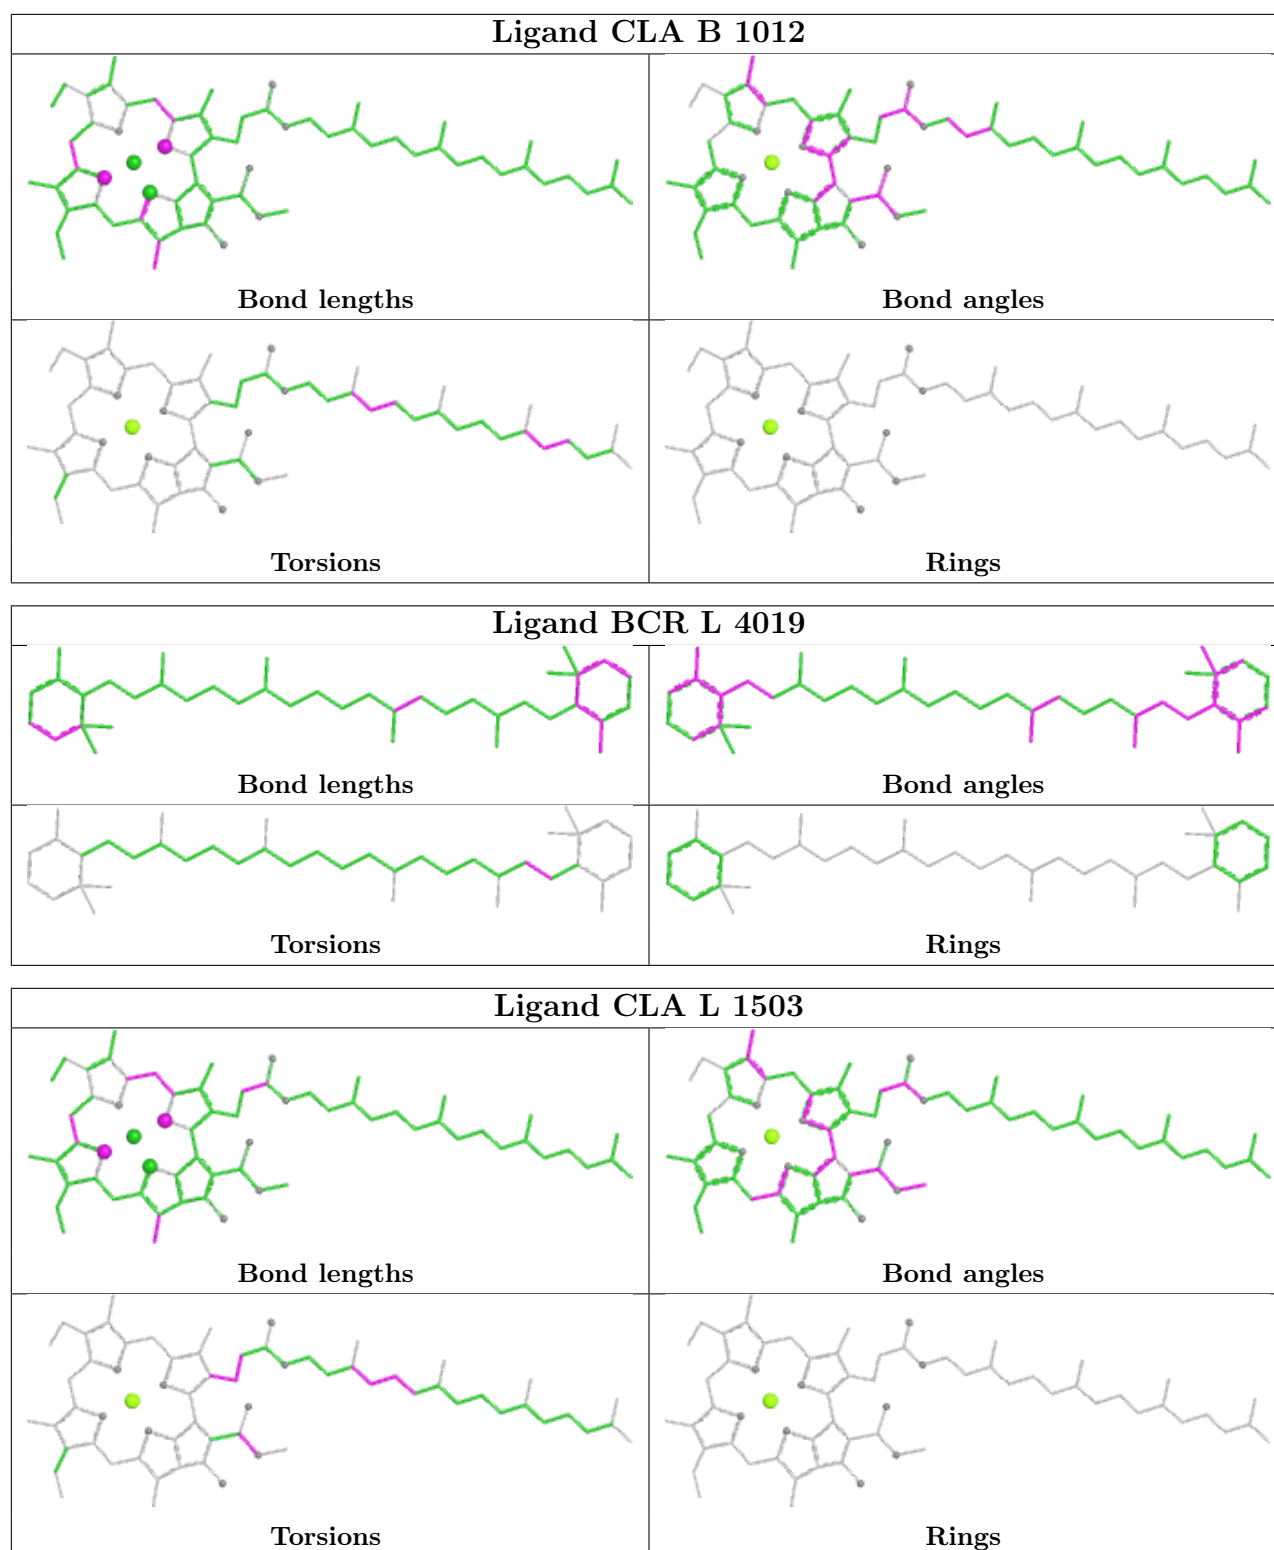 Ligand CLA B 1012
Bond lengths
Bond angles
Torsions
Rings
Ligand BCR L 4019
Bond lengths
Bond angles
Torsions
Rings
Ligand CLA L 1503
Bond lengths
Bond angles
Torsions
Rings